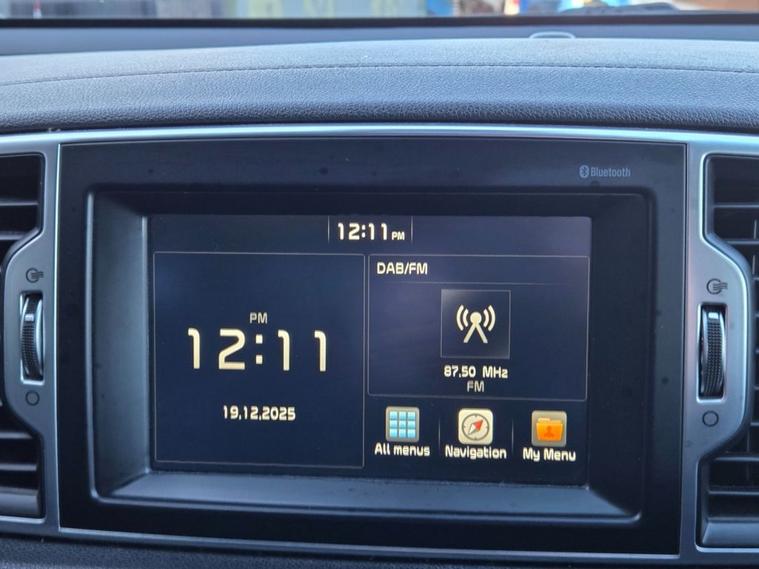 Bluetooth
12:11 PM
PM
12:11
19.12.2025
DAB/FM
87.50 MHz
FM
All menus
Navigation
My Menu